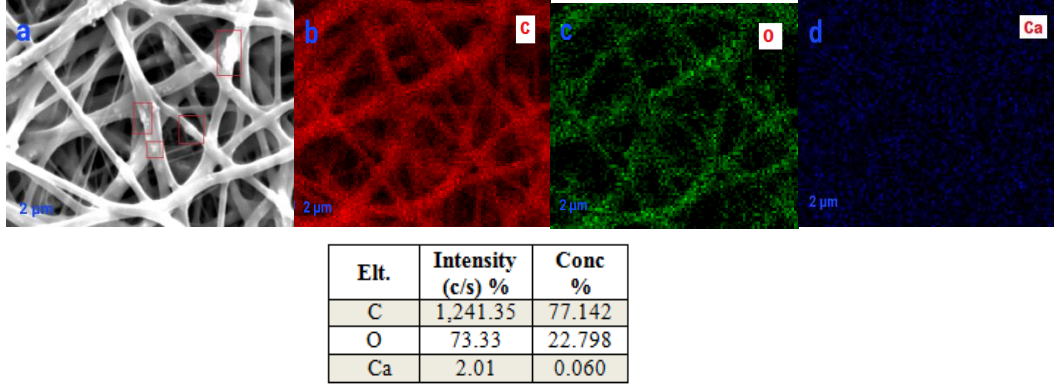 a
b
C
c
O
d
Ca
2 µm
2 µm
2 µm
2 µm
Elt. Intensity (c/s) % Conc %
C 1,241.35 77.142
O 73.33 22.798
Ca 2.01 0.060